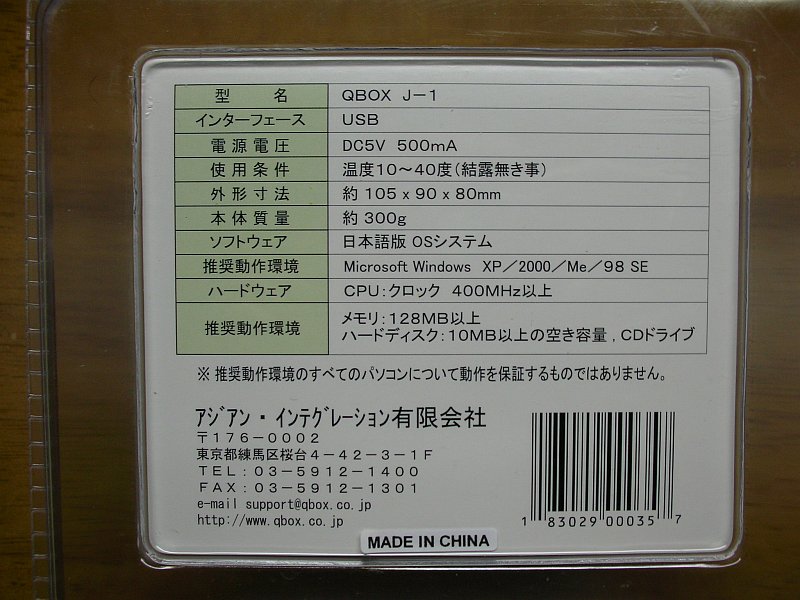 型 名 QBOX J-1
インターフェース USB
電源電圧 DC5V 500mA
使用条件 温度10～40度(結露無き事)
外形寸法 約 105 x 90 x 80mm
本体質量 約 300g
ソフトウェア 日本語版 OSシステム
推奨動作環境 Microsoft Windows XP／2000／Me／98 SE
ハードウェア CPU:クロック 400MHz以上
推奨動作環境 メモリ:128MB以上
ハードディスク:10MB以上の空き容量 , CDドライブ
※ 推奨動作環境のすべてのパソコンについて動作を保証するものではありません。
ｱｼﾞｱﾝ・ｲﾝﾃｸﾞﾚｰｼｮﾝ有限会社
〒176-0002
東京都練馬区桜台4-42-3-1F
TEL:03-5912-1400
FAX:03-5912-1301
e-mail support@qbox.co.jp
http://www.qbox.co.jp
1 83029 00035 7
MADE IN CHINA